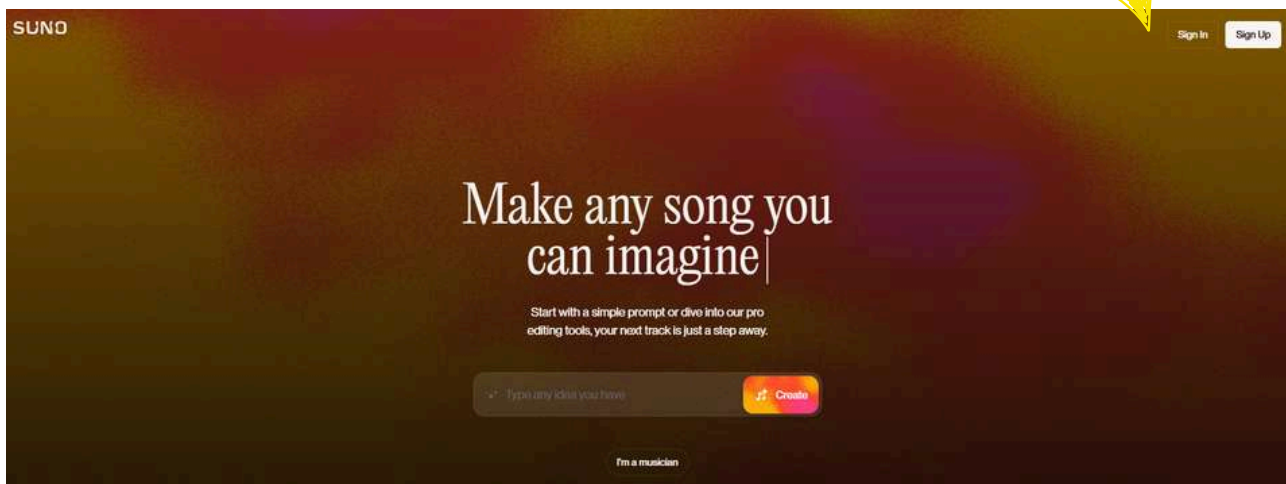 SUNO
Sign In
Sign Up
Make any song you
can imagine
Start with a simple prompt or dive into our pro
editing tools, your next track is just a step away.
Type any idea you have
Create
I'm a musician